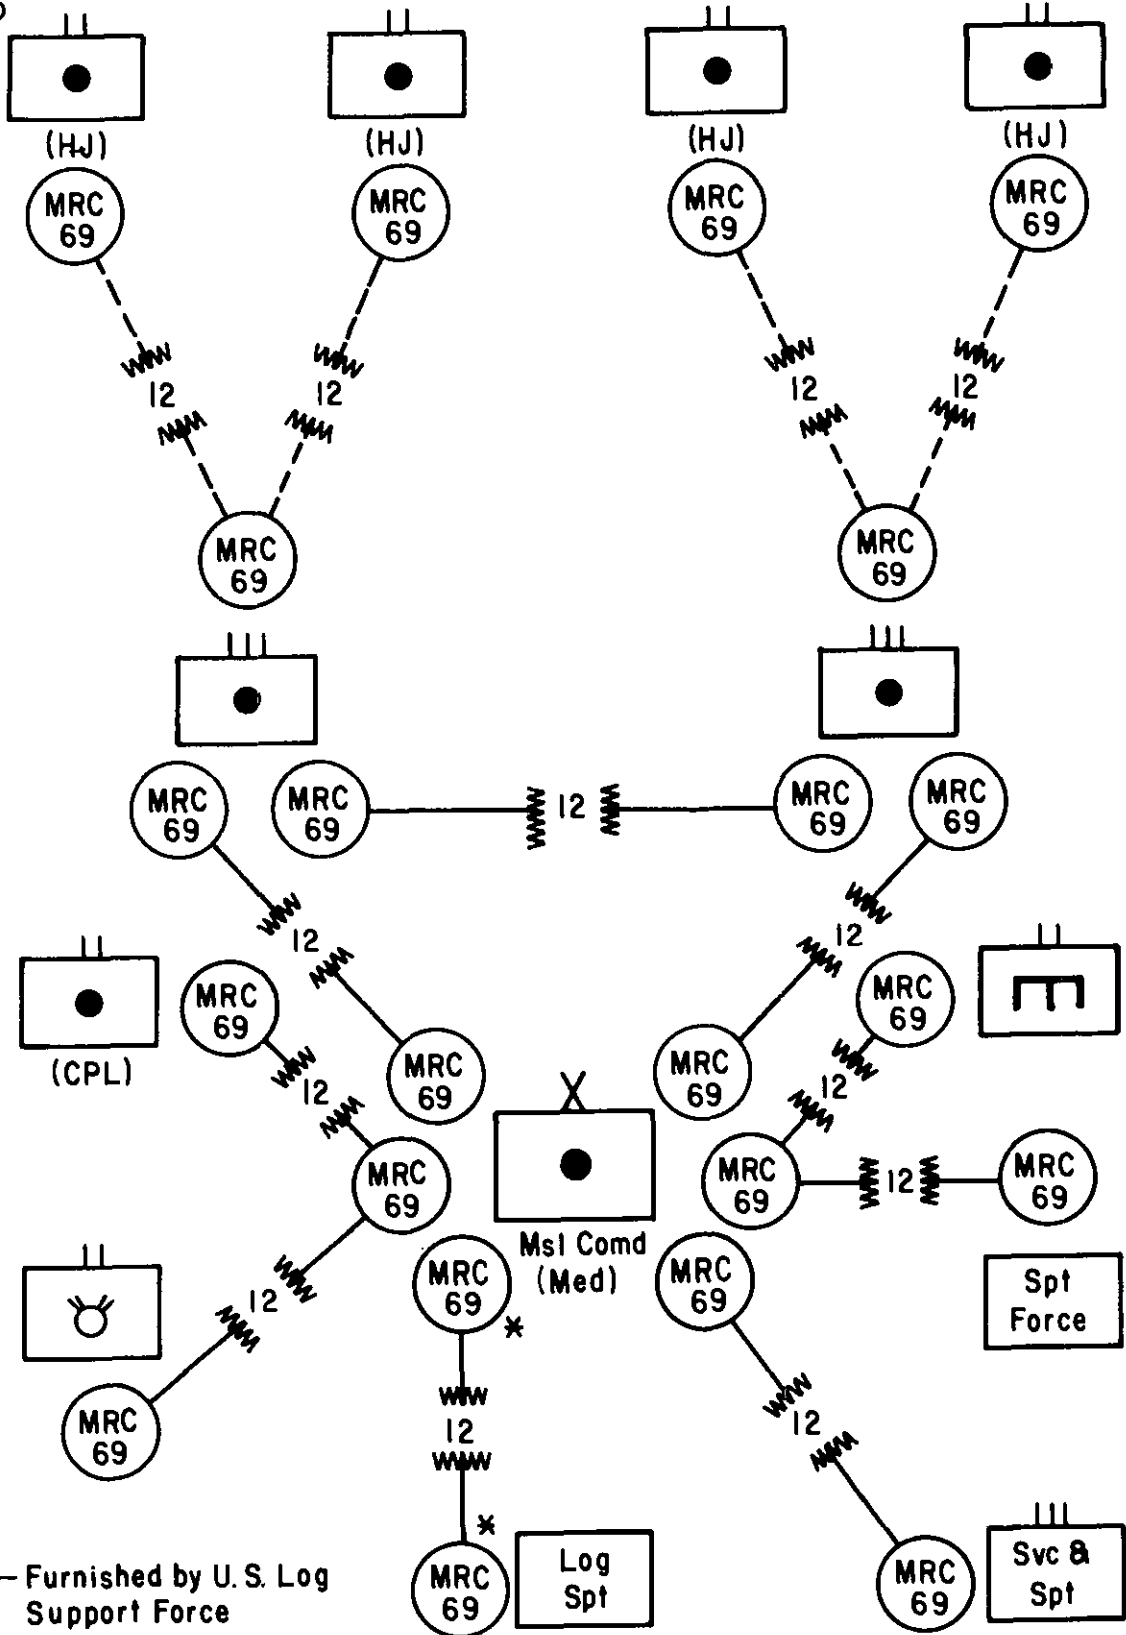 (HJ)
(HJ)
(HJ)
(HJ)
MRC
69
MRC
69
MRC
69
MRC
69
12
12
12
12
MRC
69
MRC
69
MRC
69
MRC
69
12
MRC
69
MRC
69
12
12
(CPL)
MRC
69
MRC
69
12
12
MRC
69
MRC
69
MRC
69
MRC
69
12
MRC
69
Msl Comd
(Med)
12
MRC
69
*
MRC
69
Spt
Force
MRC
69
12
12
*
MRC
69
Log
Spt
MRC
69
Svc &
Spt
– Furnished by U.S. Log
Support Force